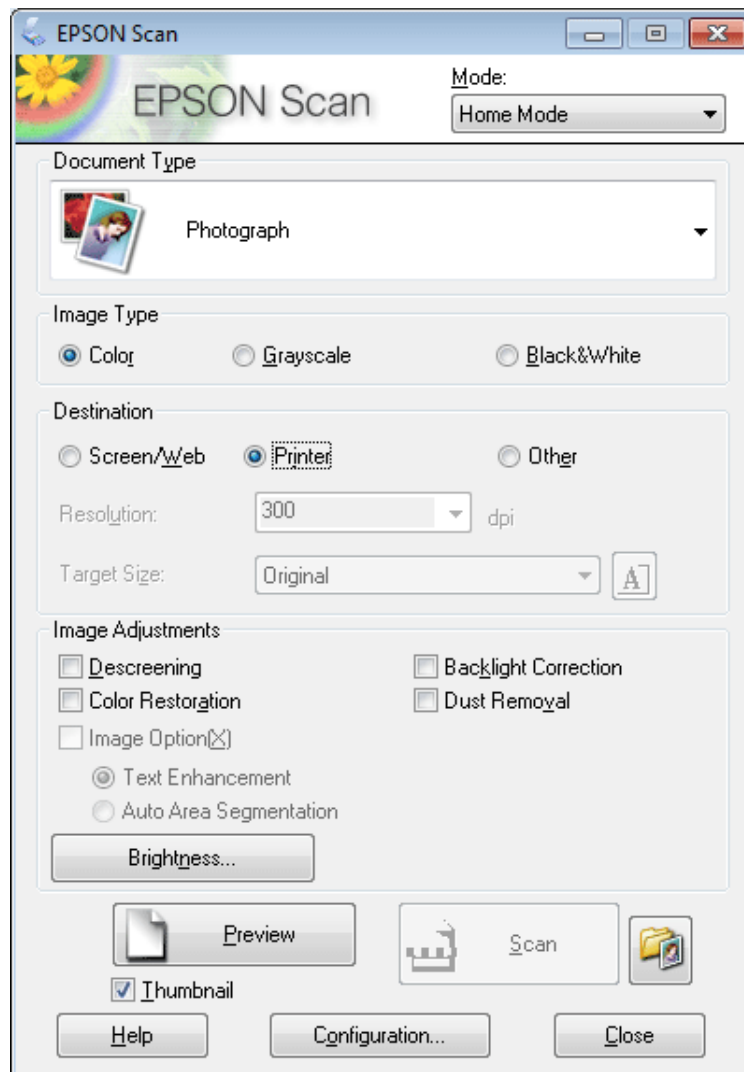 EPSON Scan
EPSON Scan
Mode:
Home Mode
Document Type
Photograph
Image Type
Color
Grayscale
Black&White
Destination
Screen/Web
Printer
Other
Resolution:
300
dpi
Target Size:
Original
A
Image Adjustments
Descreening
Backlight Correction
Color Restoration
Dust Removal
Image Option(X)
Text Enhancement
Auto Area Segmentation
Brightness...
Preview
Scan
Thumbnail
Help
Configuration...
Close